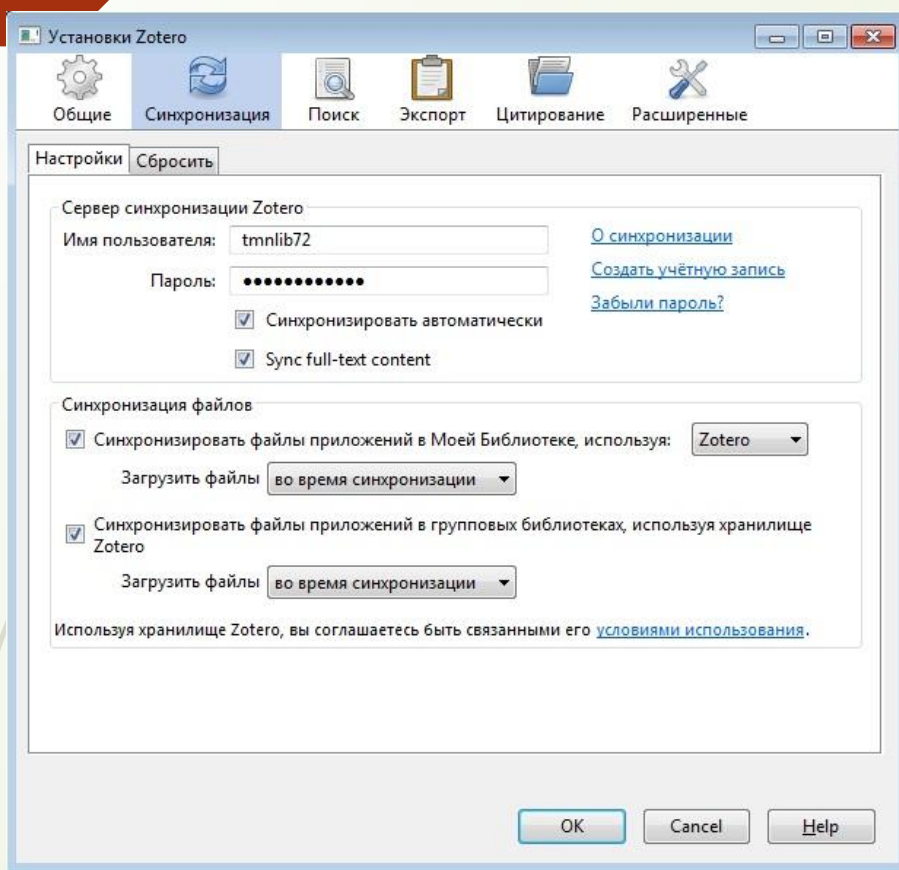 Установки Zotero
Общие Синхронизация Поиск Экспорт Цитирование Расширенные
Настройки Сбросить
Сервер синхронизации Zotero
Имя пользователя: tmnlib72 О синхронизации
Пароль: ●●●●●●●●●●●● Создать учётную запись
Забыли пароль?
Синхронизировать автоматически
Sync full-text content
Синхронизация файлов
Синхронизировать файлы приложений в Моей Библиотеке, используя: Zotero
Загрузить файлы во время синхронизации
Синхронизировать файлы приложений в групповых библиотеках, используя хранилище
Zotero
Загрузить файлы во время синхронизации
Используя хранилище Zotero, вы соглашаетесь быть связанными его условиями использования.
OK Cancel Help